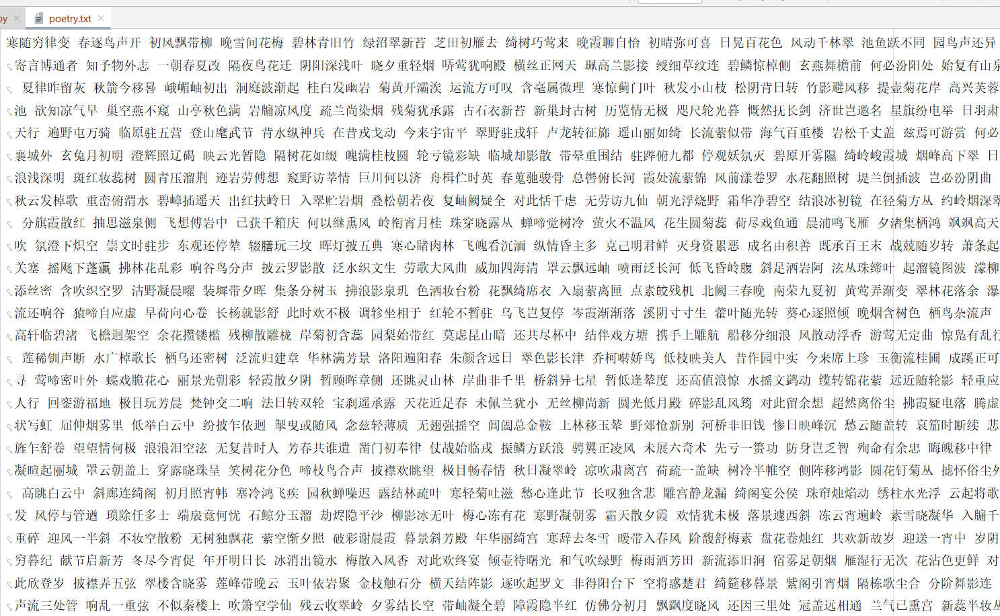 py
poetry.txt
寒随穷律变 春逐鸟声开 初风飘带柳 晚雪间花梅 碧林青旧竹 绿沼翠新苔 芝田初雁去 绮树巧莺来 晚霞聊自怡 初晴弥可喜 日晃百花色 风动千林翠 池鱼跃不同 园鸟声还异
寄言博通者 知予物外志 一朝春夏改 隔夜鸟花迁 阴阳深浅叶 晓夕重轻烟 哢莺犹响殿 横丝正网天 珮高兰影接 绶细草纹连 碧鳞惊棹侧 玄燕舞檐前 何必汾阳处 始复有山泉
夏律昨留灰 秋箭今移晷 峨嵋岫初出 洞庭波渐起 桂白发幽岩 菊黄开灞涘 运流方可叹 含毫属微理 寒惊蓟门叶 秋发小山枝 松阴背日转 竹影避风移 提壶菊花岸 高兴芙蓉
池 欲知凉气早 巢空燕不窥 山亭秋色满 岩牖凉风度 疏兰尚染烟 残菊犹承露 古石衣新苔 新巢封古树 历览情无极 咫尺轮光暮 慨然抚长剑 济世岂邀名 星旗纷电举 日羽肃
天行 遍野屯万骑 临原驻五营 登山麾武节 背水纵神兵 在昔戎戈动 今来宇宙平 翠野驻戎轩 卢龙转征旆 遥山丽如绮 长流萦似带 海气百重楼 岩松千丈盖 兹焉可游赏 何必
襄城外 玄兔月初明 澄辉照辽碣 映云光暂隐 隔树花如缀 魄满桂枝圆 轮亏镜彩缺 临城却影散 带晕重围结 驻跸俯九都 停观妖氛灭 碧原开雾隰 绮岭峻霞城 烟峰高下翠 日
浪浅深明 斑红妆蕊树 圆青压溜荆 迹岩劳傅想 窥野访莘情 巨川何以济 舟楫伫时英 春蒐驰骏骨 总辔俯长河 霞处流萦锦 风前漾卷罗 水花翻照树 堤兰倒插波 岂必汾阴曲
秋云发棹歌 重峦俯渭水 碧嶂插遥天 出红扶岭日 入翠贮岩烟 叠松朝若夜 复岫阙疑全 对此恬千虑 无劳访九仙 朝光浮烧野 霜华净碧空 结浪冰初镜 在径菊方丛 约岭烟深翠
分旗霞散红 抽思滋泉侧 飞想傅岩中 已获千箱庆 何以继熏风 岭衔宵月桂 珠穿晓露丛 蝉啼觉树冷 萤火不温风 花生圆菊蕊 荷尽戏鱼通 晨浦鸣飞雁 夕渚集栖鸿 飒飒高天
吹 氛澄下炽空 崇文时驻步 东观还停辇 辍膳玩三坟 晖灯披五典 寒心睹肉林 飞魄看沉湎 纵情昏主多 克己明君鲜 灭身资累恶 成名由积善 既承百王末 战兢随岁转 萧条起
关塞 摇飏下蓬瀛 拂林花乱彩 响谷鸟分声 披云罗影散 泛水织文生 劳歌大风曲 威加四海清 罩云飘远岫 喷雨泛长河 低飞昏岭腹 斜足洒岩阿 泫丛珠缔叶 起溜镜图波 濛柳
添丝密 含吹织空罗 洁野凝晨曜 装墀带夕晖 集条分树玉 拂浪影泉玑 色洒妆台粉 花飘绮席衣 入扇萦离匣 点素皎残机 北阙三春晚 南荣九夏初 黄莺弄渐变 翠林花落余 瀑
流还响谷 猿啼自应虚 早荷向心卷 长杨就影舒 此时欢不极 调轸坐相于 红轮不暂驻 乌飞岂复停 岑霞渐渐落 溪阴寸寸生 藿叶随光转 葵心逐照倾 晚烟含树色 栖鸟杂流声
高轩临碧渚 飞檐迥架空 余花攒镂槛 残柳散雕栊 岸菊初含蕊 园梨始带红 莫虑昆山暗 还共尽杯中 结伴戏方塘 携手上雕航 船移分细浪 风散动浮香 游莺无定曲 惊凫有乱行
莲稀钏声断 水广棹歌长 栖乌还密树 泛流归建章 华林满芳景 洛阳遍阳春 朱颜含远日 翠色影长津 乔柯啭娇鸟 低枝映美人 昔作园中实 今来席上珍 玉衡流桂圃 成蹊正可
寻 莺啼密叶外 蝶戏脆花心 丽景光朝彩 轻霞散夕阴 暂顾晖章侧 还眺灵山林 岸曲非千里 桥斜异七星 暂低逢辇度 还高值浪惊 水摇文鹢动 缆转锦花萦 远近随轮影 轻重应
人行 回銮游福地 极目玩芳晨 梵钟交二响 法日转双轮 宝刹遥承露 天花近足春 未佩兰犹小 无丝柳尚新 圆光低月殿 碎影乱风筠 对此留余想 超然离俗尘 拂霞疑电落 腾虚
状写虹 屈伸烟雾里 低举白云中 纷披乍依迥 掣曳或随风 念兹轻薄质 无翅强摇空 闾阖总金鞍 上林移玉辇 野郊怆新别 河桥非旧饯 惨日映峰沉 愁云随盖转 哀笳时断续 悲
旌乍舒卷 望望情何极 浪浪泪空泫 无复昔时人 芳春共谁遣 凿门初奉律 仗战始临戎 振鳞方跃浪 骋翼正凌风 未展六奇术 先亏一篑功 防身岂乏智 殉命有余忠 晦魄移中律
凝暄起丽城 罩云朝盖上 穿露晓珠呈 笑树花分色 啼枝鸟合声 披襟欢眺望 极目畅春情 秋日凝翠岭 凉吹肃离宫 荷疏一盖缺 树冷半帷空 侧阵移鸿影 圆花钉菊丛 摅怀俗尘外
高眺白云中 斜廊连绮阁 初月照宵帏 塞冷鸿飞疾 园秋蝉噪迟 露结林疏叶 寒轻菊吐滋 愁心逢此节 长叹独含悲 雕宫静龙漏 绮阁宴公侯 珠帘烛焰动 绣柱水光浮 云起将歌
发 风停与管遒 琐除任多士 端扆竟何忧 石鲸分玉溜 劫烬隐平沙 柳影冰无叶 梅心冻有花 寒野凝朝雾 霜天散夕霞 欢情犹未极 落景遽西斜 冻云宵遍岭 素雪晓凝华 入牖千
重碎 迎风一半斜 不妆空散粉 无树独飘花 萦空惭夕照 破彩谢晨霞 暮景斜芳殿 年华丽绮宫 寒辞去冬雪 暖带入春风 阶馥舒梅素 盘花卷烛红 共欢新故岁 迎送一宵中 岁阴
穷暮纪 献节启新芳 冬尽今宵促 年开明日长 冰消出镜水 梅散入风香 对此欢终宴 倾壶待曙光 和气吹绿野 梅雨洒芳田 新流添旧涧 宿雾足朝烟 雁湿行无次 花沾色更鲜 对
此欣登岁 披襟弄五弦 翠楼含晓雾 莲峰带晚云 玉叶依岩聚 金枝触石分 横天结阵影 逐吹起罗文 非得阳台下 空将惑楚君 绮筵移暮景 紫阁引宵烟 隔栋歌尘合 分阶舞影连
声流三处管 响乱一重弦 不似秦楼上 吹箫空学仙 残云收翠岭 夕雾结长空 带岫凝全碧 障霞隐半红 仿佛分初月 飘飖度晓风 还因三里处 冠盖远相通 兰气已熏宫 新蕊半妆丛